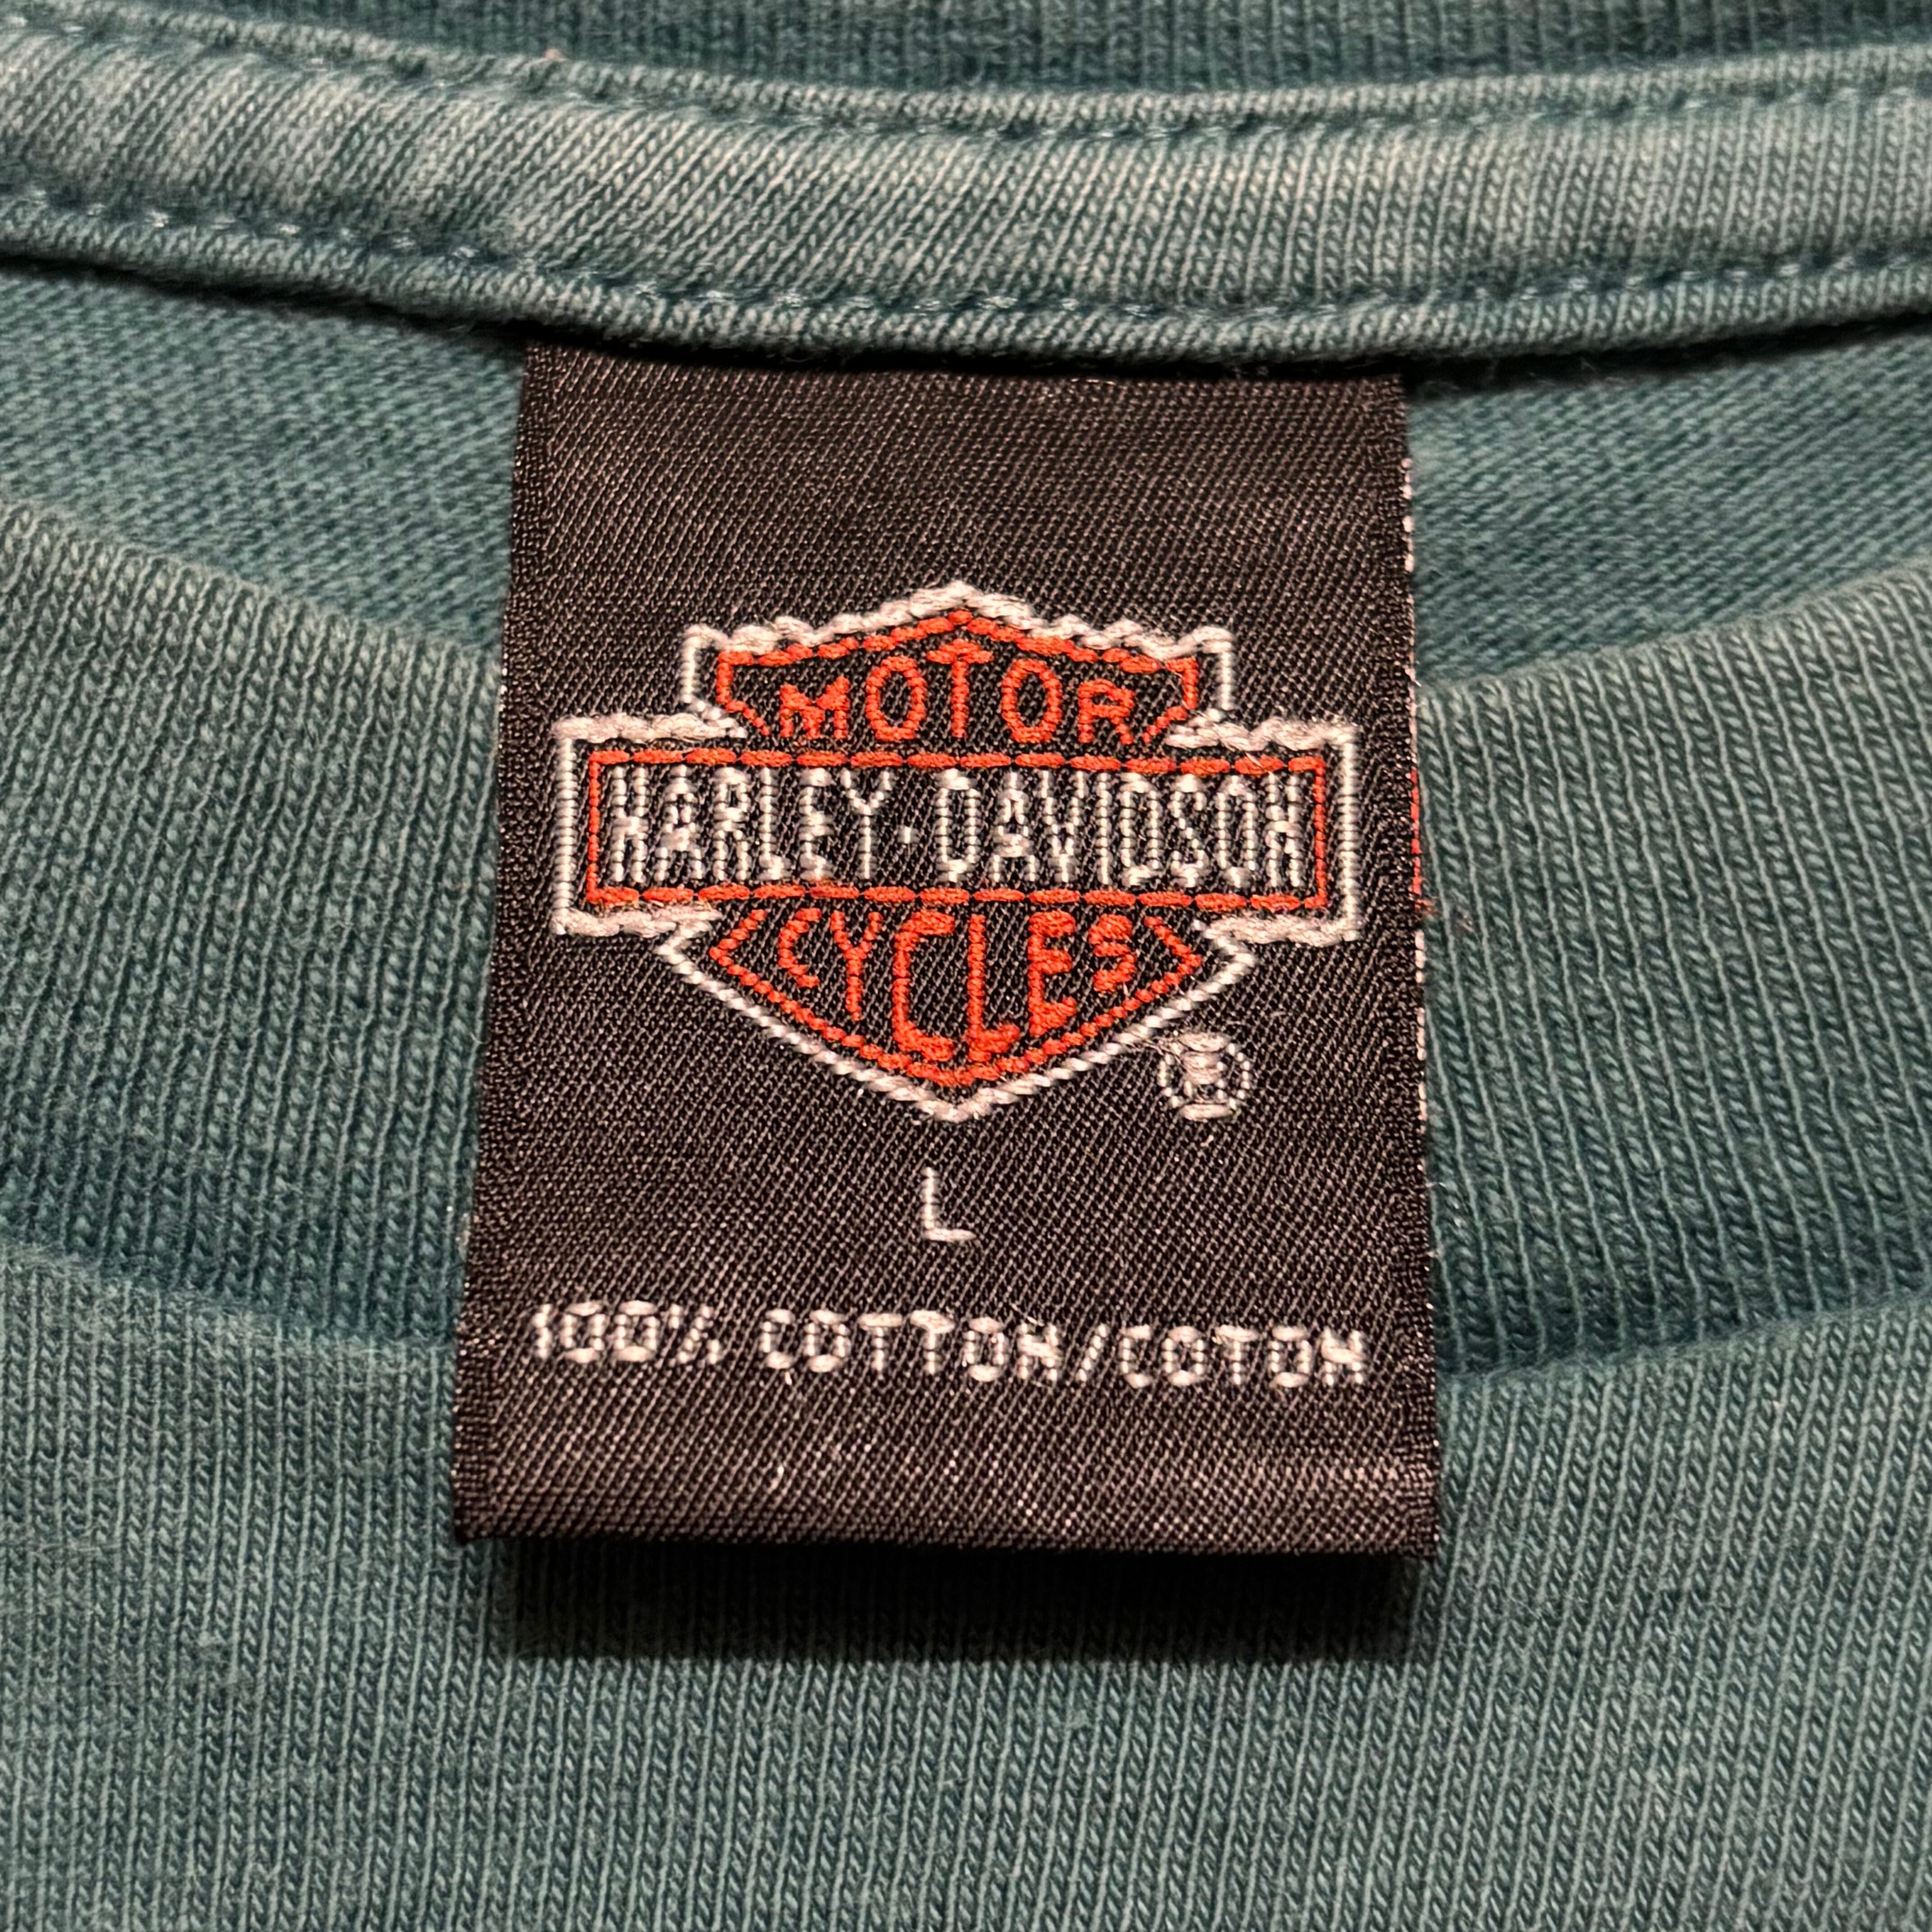 MOTOR
HARLEY·DAVIDSON
CYCLES
®
L
100% COTTON/COTON